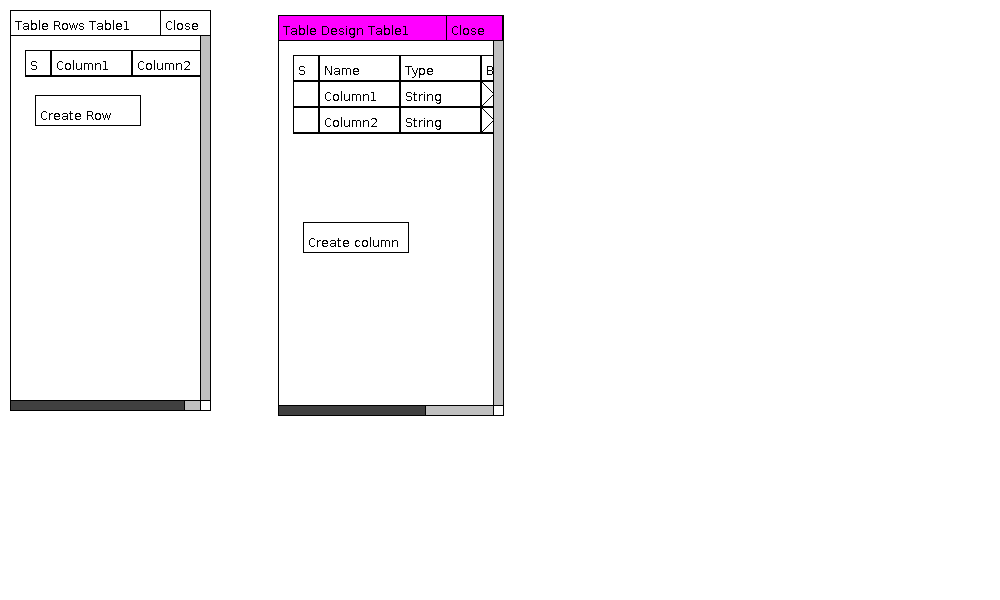 Table Rows Table1 Close
S Column1 Column2
Create Row
Table Design Table1 Close
S Name Type B
Column1 String
Column2 String
Create column